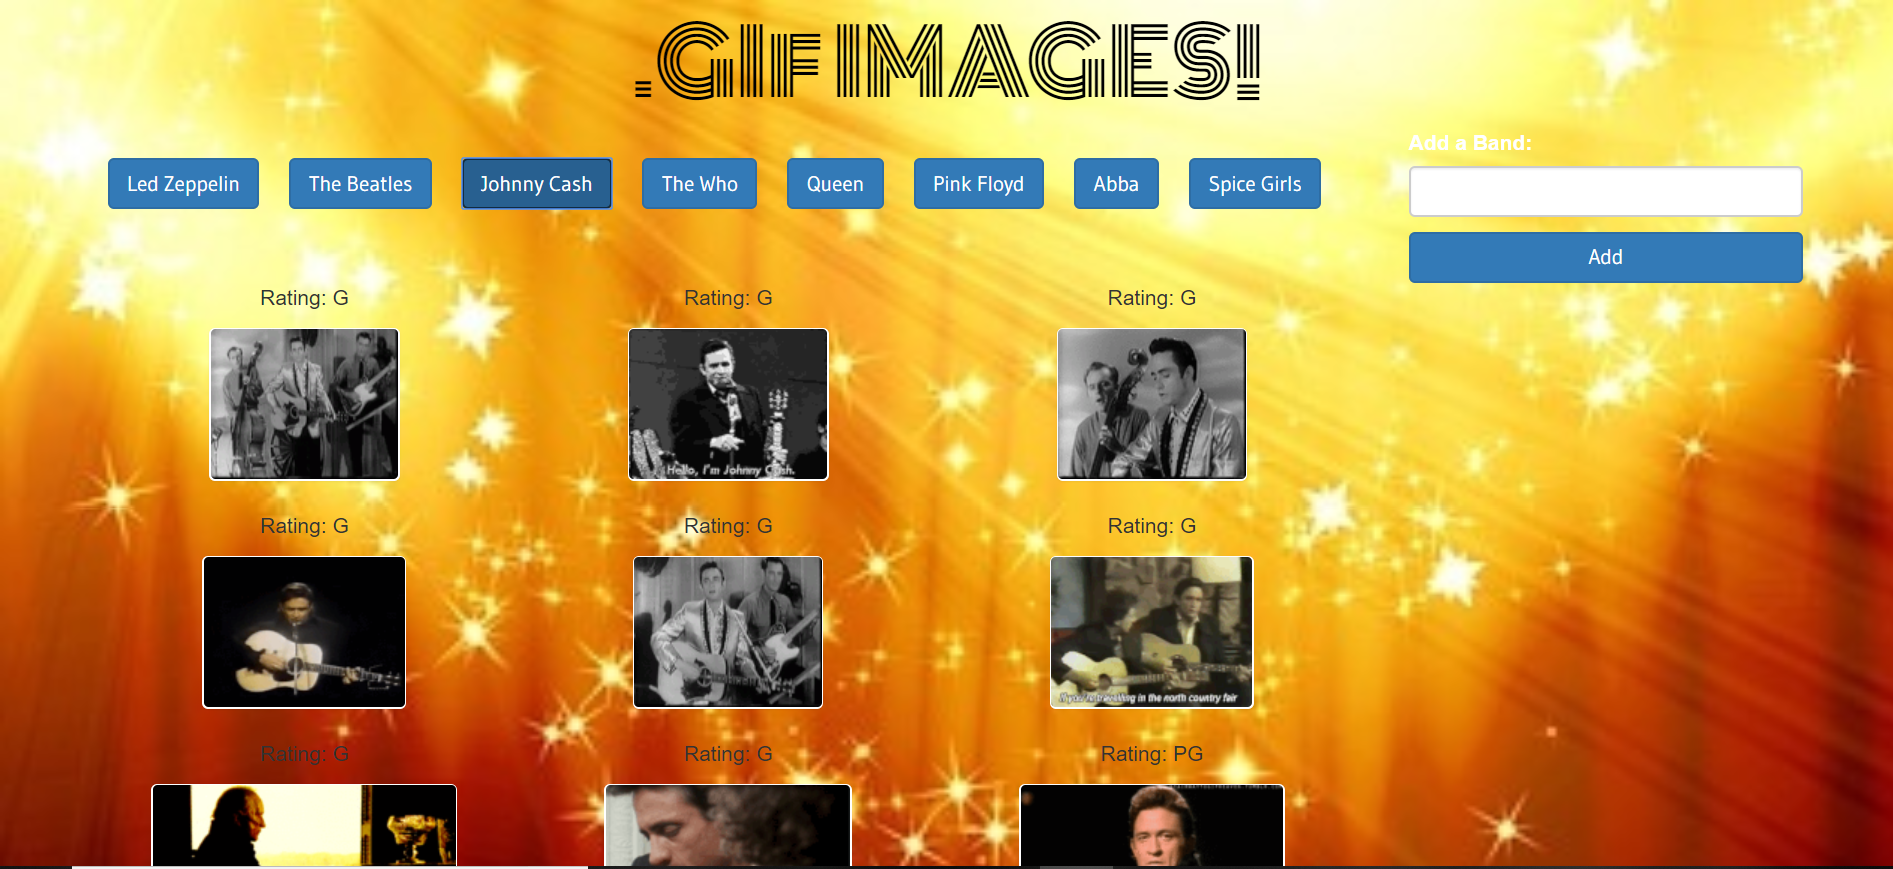 .GIF IMAGES!
Add a Band:
Led Zeppelin
The Beatles
Johnny Cash
The Who
Queen
Pink Floyd
Abba
Spice Girls
Add
Rating: G
Rating: G
Rating: G
Hello, I'm Johnny Cash.
Rating: G
Rating: G
Rating: G
If you're travelling in the north country fair
Rating: G
Rating: G
Rating: PG